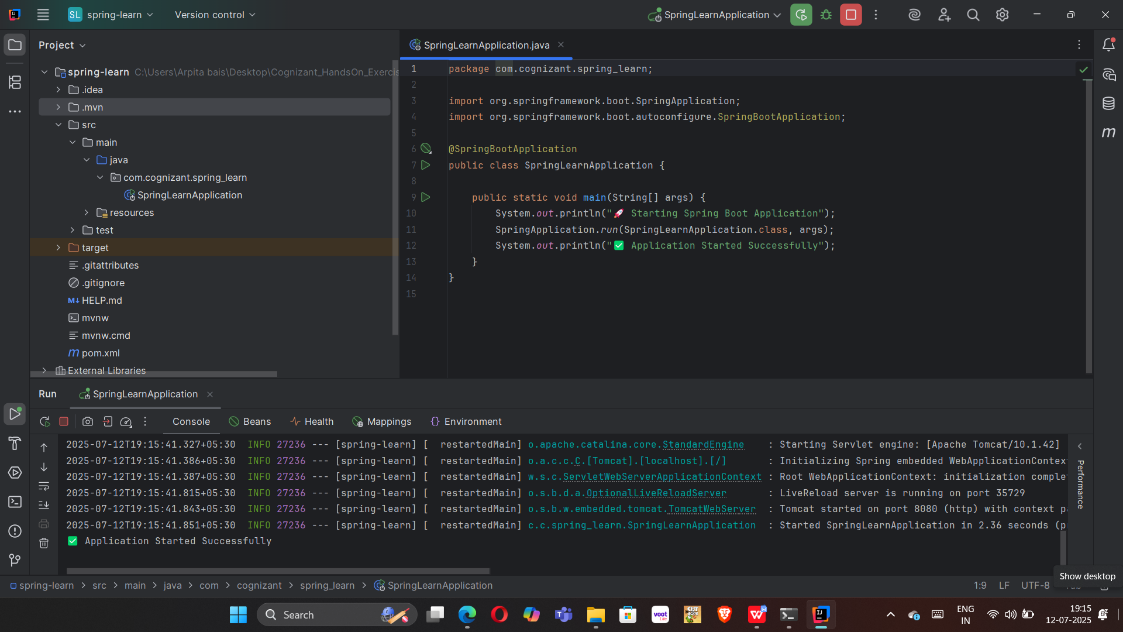 SL spring-learn
Version control
SpringLearnApplication
Project
SpringLearnApplication.java
spring-learn C:\Users\Arpita bais\Desktop\Cognizant_HandsOn_Exercis
.idea
.mvn
src
main
java
com.cognizant.spring_learn
SpringLearnApplication
resources
test
target
.gitattributes
.gitignore
M↓ HELP.md
mvnw
mvnw.cmd
m pom.xml
External Libraries
1 package com.cognizant.spring_learn;
2
3 import org.springframework.boot.SpringApplication;
4 import org.springframework.boot.autoconfigure.SpringBootApplication;
5
6 @SpringBootApplication
7 public class SpringLearnApplication {
8
9 public static void main(String[] args) {
10 System.out.println("🚀 Starting Spring Boot Application");
11 SpringApplication.run(SpringLearnApplication.class, args);
12 System.out.println("✅ Application Started Successfully");
13 }
14 }
15
m
Run SpringLearnApplication
Console Beans Health Mappings Environment
2025-07-12T19:15:41.327+05:30 INFO 27236 --- [spring-learn] [ restartedMain] o.apache.catalina.core.StandardEngine : Starting Servlet engine: [Apache Tomcat/10.1.42]
2025-07-12T19:15:41.386+05:30 INFO 27236 --- [spring-learn] [ restartedMain] o.a.c.c.C.[Tomcat].[localhost].[/] : Initializing Spring embedded WebApplicationContex
2025-07-12T19:15:41.387+05:30 INFO 27236 --- [spring-learn] [ restartedMain] w.s.c.ServletWebServerApplicationContext : Root WebApplicationContext: initialization comple
2025-07-12T19:15:41.815+05:30 INFO 27236 --- [spring-learn] [ restartedMain] o.s.b.d.a.OptionalLiveReloadServer : LiveReload server is running on port 35729
2025-07-12T19:15:41.843+05:30 INFO 27236 --- [spring-learn] [ restartedMain] o.s.b.w.embedded.tomcat.TomcatWebServer : Tomcat started on port 8080 (http) with context p
2025-07-12T19:15:41.851+05:30 INFO 27236 --- [spring-learn] [ restartedMain] c.c.spring_learn.SpringLearnApplication : Started SpringLearnApplication in 2.36 seconds (p
✅ Application Started Successfully
Performance
spring-learn > src > main > java > com > cognizant > spring_learn > SpringLearnApplication
1:9 LF UTF-8
Show desktop
Search
ENG
IN
19:15
12-07-2025